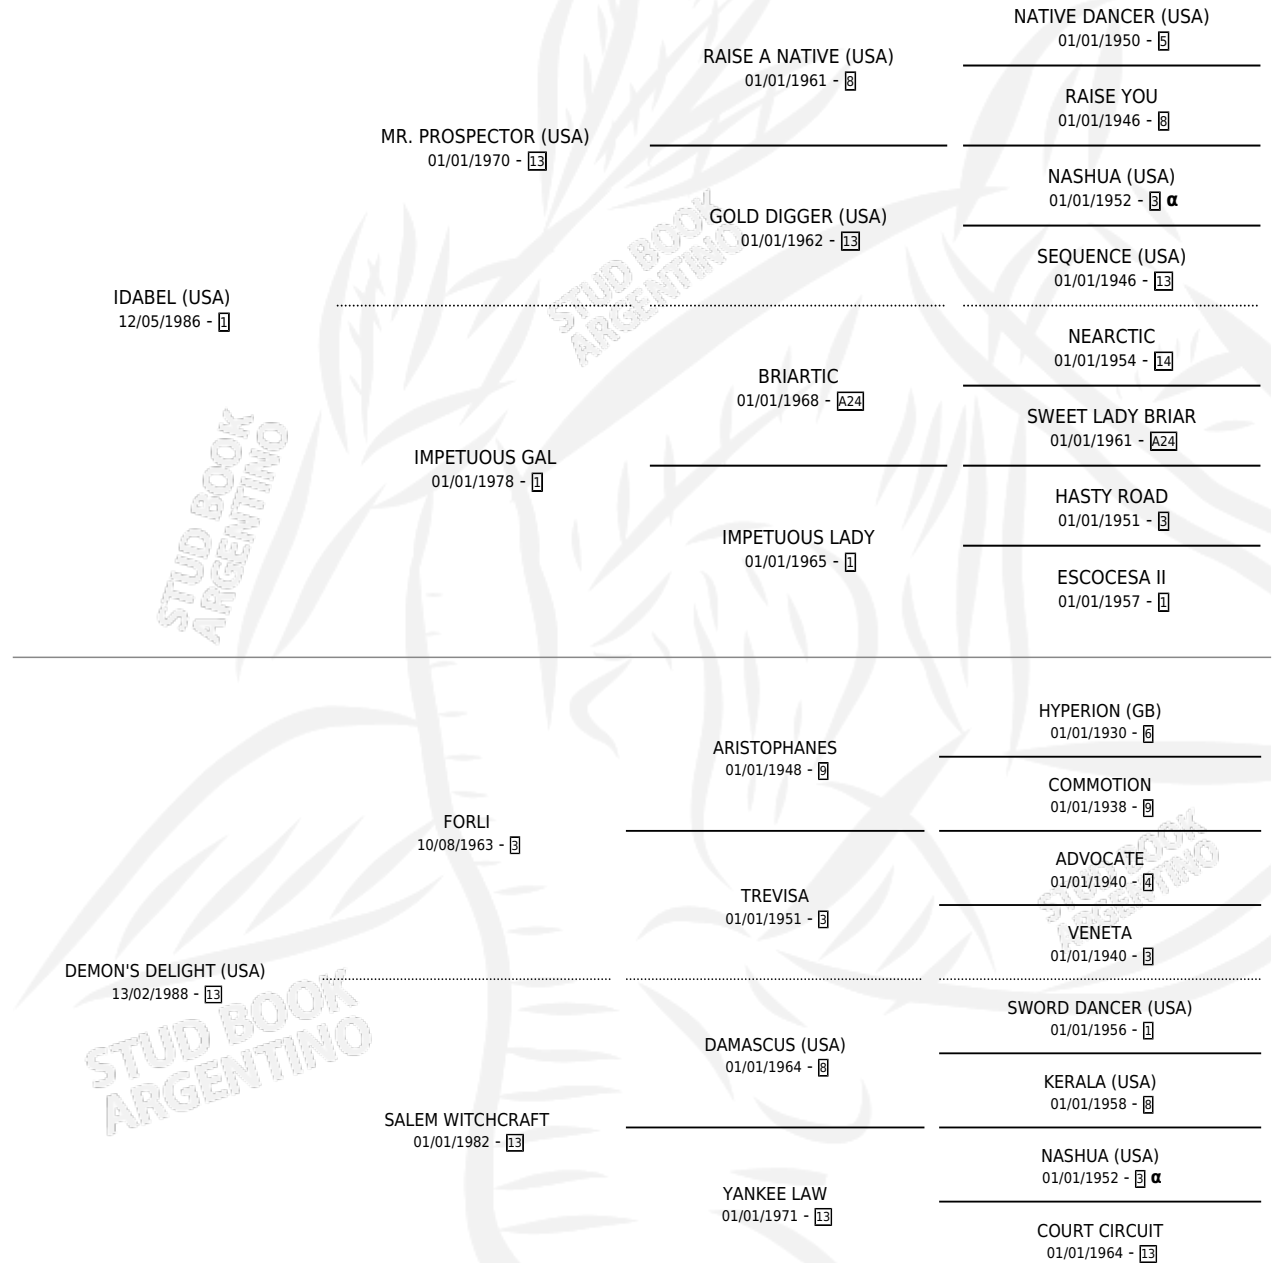 IDABEL (USA)
12/05/1986 - 1
MR. PROSPECTOR (USA)
01/01/1970 - 13
RAISE A NATIVE (USA)
01/01/1961 - 8
NATIVE DANCER (USA)
01/01/1950 - 5
RAISE YOU
01/01/1946 - 8
GOLD DIGGER (USA)
01/01/1962 - 13
NASHUA (USA)
01/01/1952 - 3 α
SEQUENCE (USA)
01/01/1946 - 13
IMPETUOUS GAL
01/01/1978 - 1
BRIARTIC
01/01/1968 - A24
NEARCTIC
01/01/1954 - 14
SWEET LADY BRIAR
01/01/1961 - A24
IMPETUOUS LADY
01/01/1965 - 1
HASTY ROAD
01/01/1951 - 3
ESCOCESA II
01/01/1957 - 1
DEMON'S DELIGHT (USA)
13/02/1988 - 13
FORLI
10/08/1963 - 3
ARISTOPHANES
01/01/1948 - 9
HYPERION (GB)
01/01/1930 - 6
COMMOTION
01/01/1938 - 9
TREVISA
01/01/1951 - 3
ADVOCATE
01/01/1940 - 4
VENETA
01/01/1940 - 3
SALEM WITCHCRAFT
01/01/1982 - 13
DAMASCUS (USA)
01/01/1964 - 8
SWORD DANCER (USA)
01/01/1956 - 1
KERALA (USA)
01/01/1958 - 8
YANKEE LAW
01/01/1971 - 13
NASHUA (USA)
01/01/1952 - 3 α
COURT CIRCUIT
01/01/1964 - 13
STUD BOOK
ARGENTINO
STUD BOOK
ARGENTINO
STUD BOOK
ARGENTINO
STUD BOOK
ARGENTINO